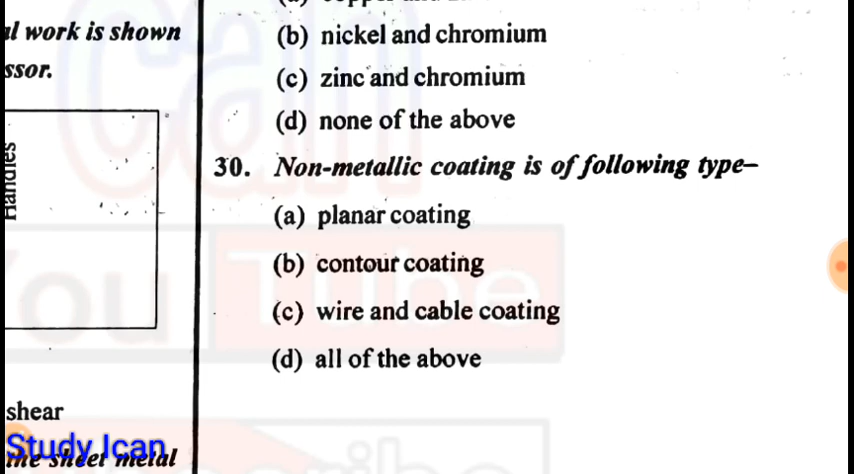 al work is shown
ssor.
Handles
shear
Study Ican
the sheet metal
(b) nickel and chromium
(c) zinc and chromium
(d) none of the above
30. Non-metallic coating is of following type–
(a) planar coating
(b) contour coating
(c) wire and cable coating
(d) all of the above
You Tube